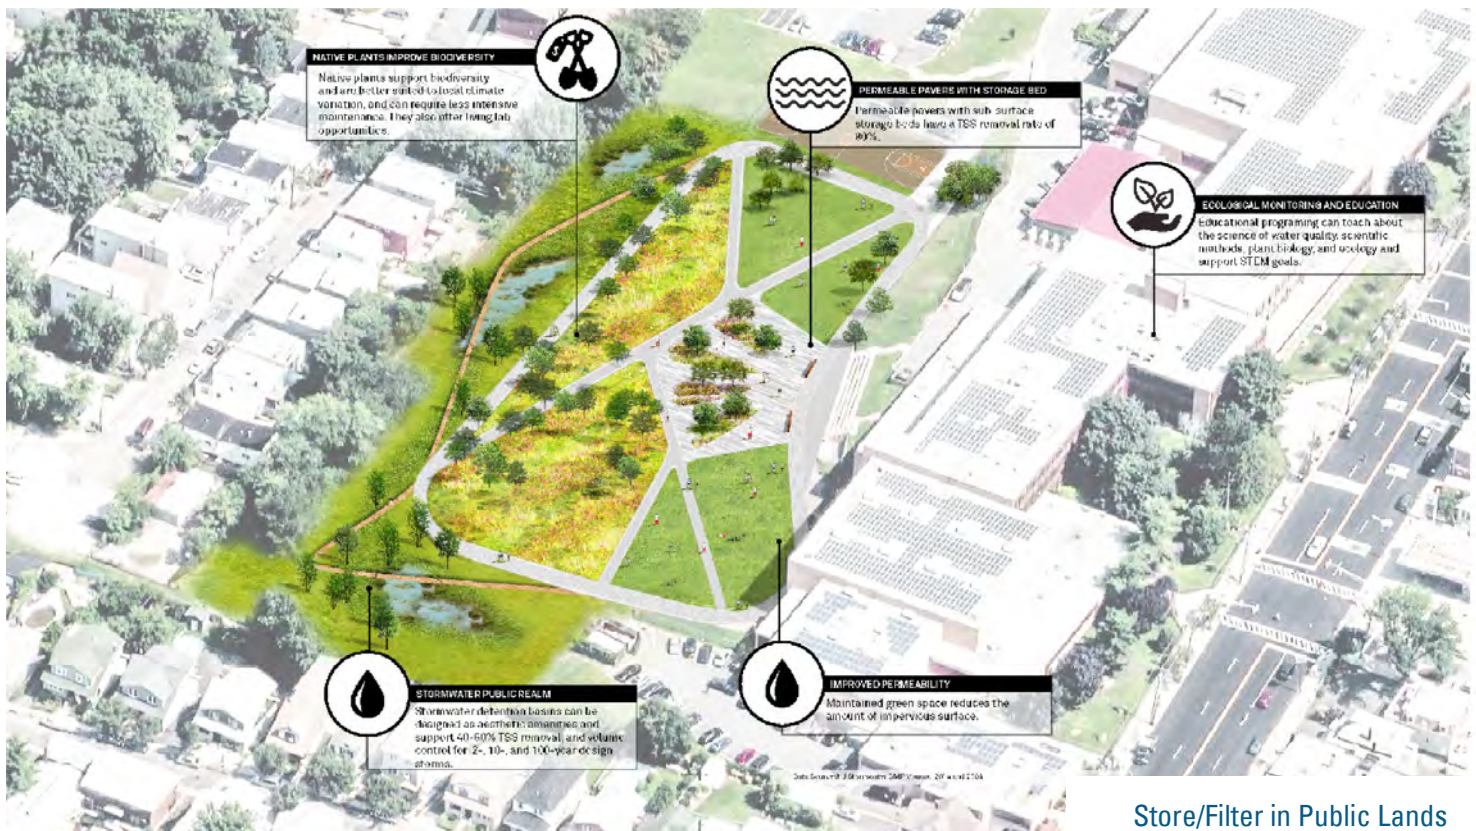 NATIVE PLANTS IMPROVE BIODIVERSITY
Native plants support biodiversity
and are better suited to local climate
variation, and can require less intensive
maintenance. They also offer living lab
opportunities.
PERMEABLE PAVERS WITH STORAGE BED
Permeable pavers with sub-surface
storage beds have a TSS removal rate of
80%.
ECOLOGICAL MONITORING AND EDUCATION
Educational programing can teach about
the science of water quality, scientific
methods, plant biology, and ecology and
support STEM goals.
STORMWATER PUBLIC REALM
Stormwater detention basins can be
designed as aesthetic amenities and
support 40-60% TSS removal, and volume
control for 2-, 10-, and 100-year design
storms.
IMPROVED PERMEABILITY
Maintained green space reduces the
amount of impervious surface.
Store/Filter in Public Lands